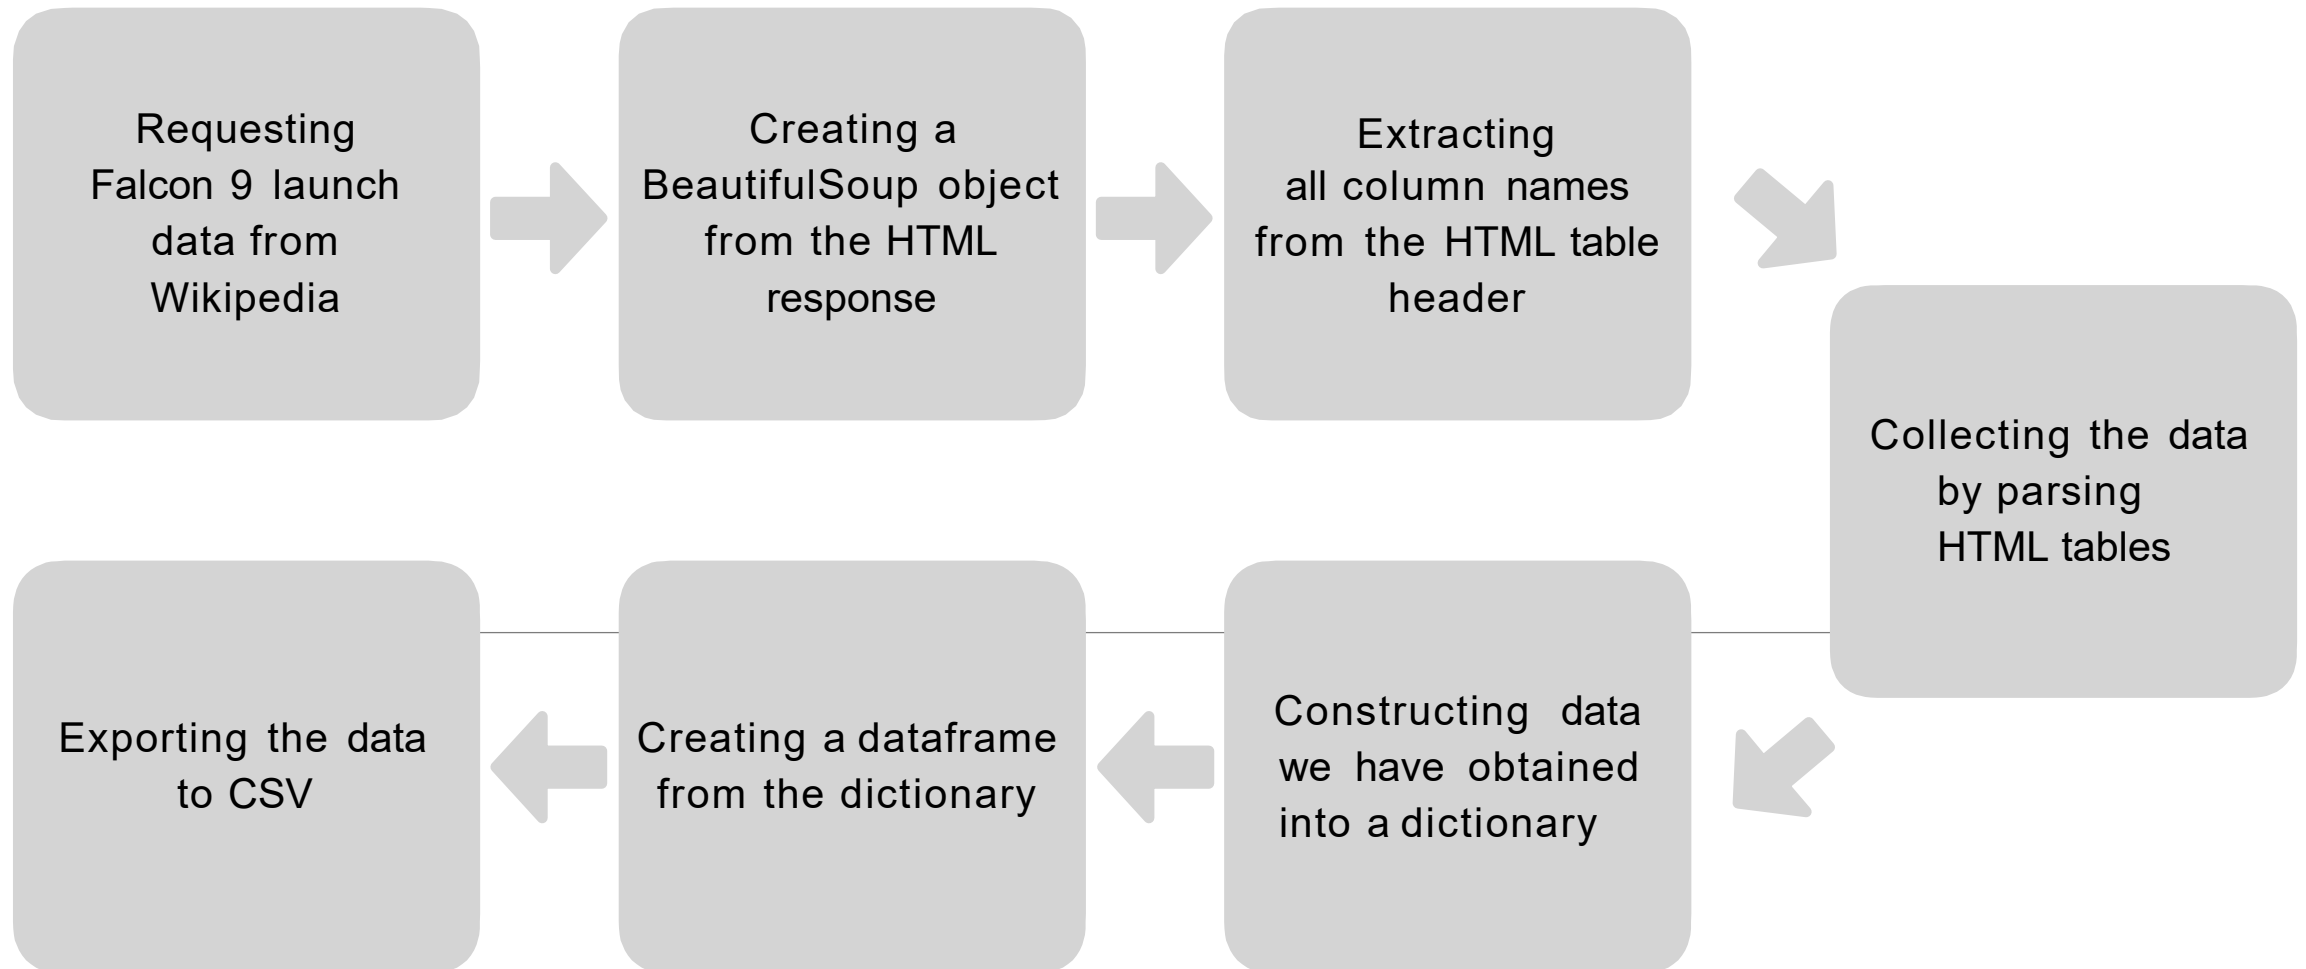 Requesting
Falcon 9 launch
data from
Wikipedia
Creating a
BeautifulSoup object
from the HTML
response
Extracting
all column names
from the HTML table
header
Collecting the data
by parsing
HTML tables
Constructing data
we have obtained
into a dictionary
Creating a dataframe
from the dictionary
Exporting the data
to CSV